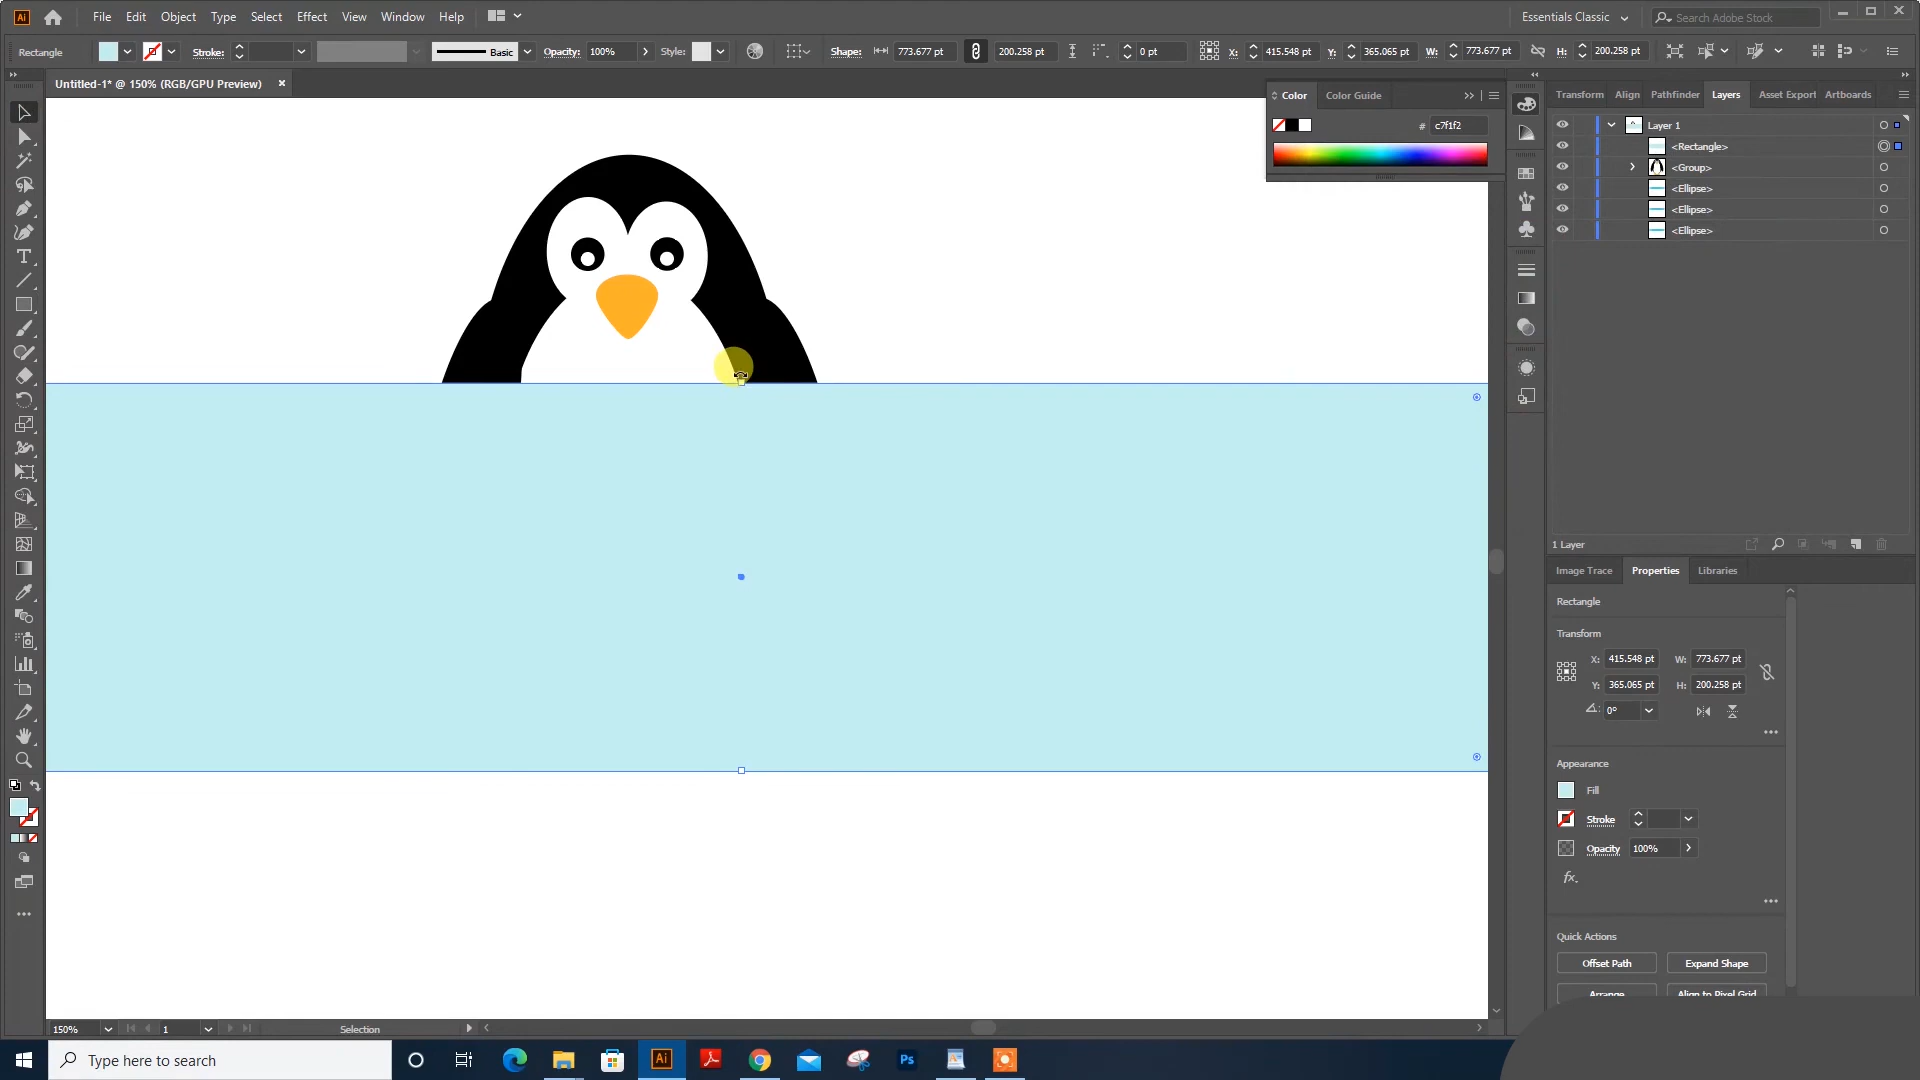 Ai File Edit Object Type Select Effect View Window Help Essentials Classic Search Adobe Stock
Rectangle Stroke: Basic Opacity: 100% Style: Shape: 773.677 pt 200.258 pt 0 pt X: 415.548 pt Y: 365.065 pt W: 773.677 pt H: 200.258 pt
Untitled-1* @ 150% (RGB/GPU Preview)
Color Color Guide
# c7f1f2
Transform Align Pathfinder Layers Asset Export Artboards
Layer 1
<Rectangle>
<Group>
<Ellipse>
<Ellipse>
<Ellipse>
1 Layer
Image Trace Properties Libraries
Rectangle
Transform
X: 415.548 pt W: 773.677 pt
Y: 365.065 pt H: 200.258 pt
0°
Appearance
Fill
Stroke
Opacity 100%
fx.
Quick Actions
Offset Path Expand Shape
Arrange Align to Pixel Grid
150% 1 Selection
Type here to search Ai Ps